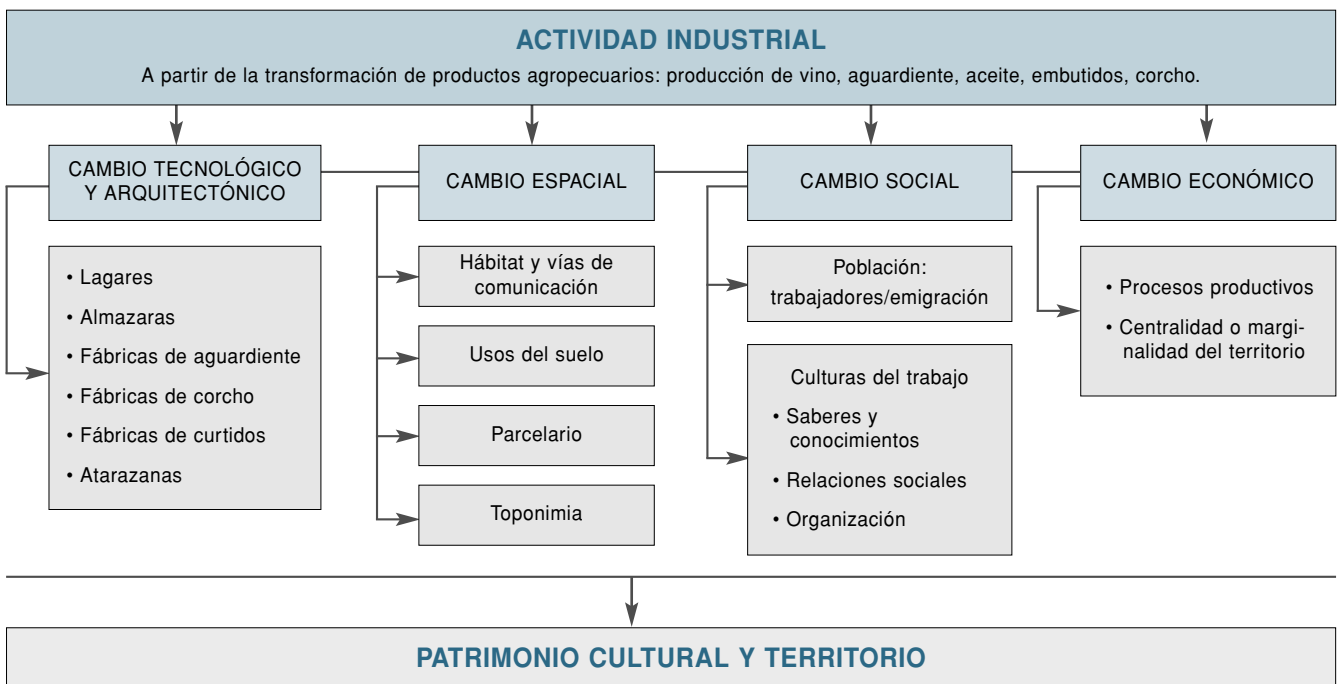 ACTIVIDAD INDUSTRIAL
A partir de la transformación de productos agropecuarios: producción de vino, aguardiente, aceite, embutidos, corcho.
CAMBIO TECNOLÓGICO
Y ARQUITECTÓNICO
• Lagares
• Almazaras
• Fábricas de aguardiente
• Fábricas de corcho
• Fábricas de curtidos
• Atarazanas
CAMBIO ESPACIAL
Hábitat y vías de
comunicación
Usos del suelo
Parcelario
Toponimia
CAMBIO SOCIAL
Población:
trabajadores/emigración
Culturas del trabajo
• Saberes y
conocimientos
• Relaciones sociales
• Organización
CAMBIO ECONÓMICO
• Procesos productivos
• Centralidad o margi-
nalidad del territorio
PATRIMONIO CULTURAL Y TERRITORIO